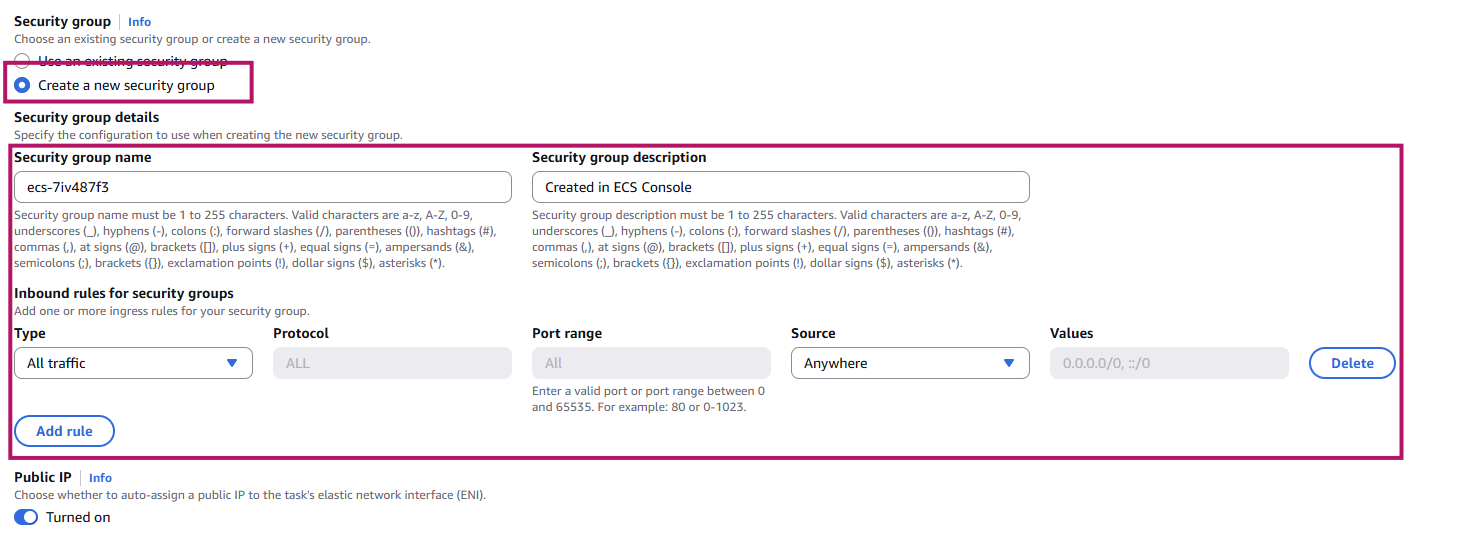 Security group Info
Choose an existing security group or create a new security group.
Use an existing security group
Create a new security group
Security group details
Specify the configuration to use when creating the new security group.
Security group name Security group description
ecs-7iv487f3 Created in ECS Console
Security group name must be 1 to 255 characters. Valid characters are a-z, A-Z, 0-9,
underscores (_), hyphens (-), colons (:), forward slashes (/), parentheses (()), hashtags (#),
commas (,), at signs (@), brackets ([]), plus signs (+), equal signs (=), ampersands (&),
semicolons (;), brackets ({}), exclamation points (!), dollar signs ($), asterisks (*).
Security group description must be 1 to 255 characters. Valid characters are a-z, A-Z, 0-9,
underscores (_), hyphens (-), colons (:), forward slashes (/), parentheses (()), hashtags (#),
commas (,), at signs (@), brackets ([]), plus signs (+), equal signs (=), ampersands (&),
semicolons (;), brackets ({}), exclamation points (!), dollar signs ($), asterisks (*).
Inbound rules for security groups
Add one or more ingress rules for your security group.
Type Protocol Port range Source Values
All traffic ALL All Anywhere 0.0.0.0/0, ::/0 Delete
Enter a valid port or port range between 0
and 65535. For example: 80 or 0-1023.
Add rule
Public IP Info
Choose whether to auto-assign a public IP to the task's elastic network interface (ENI).
Turned on